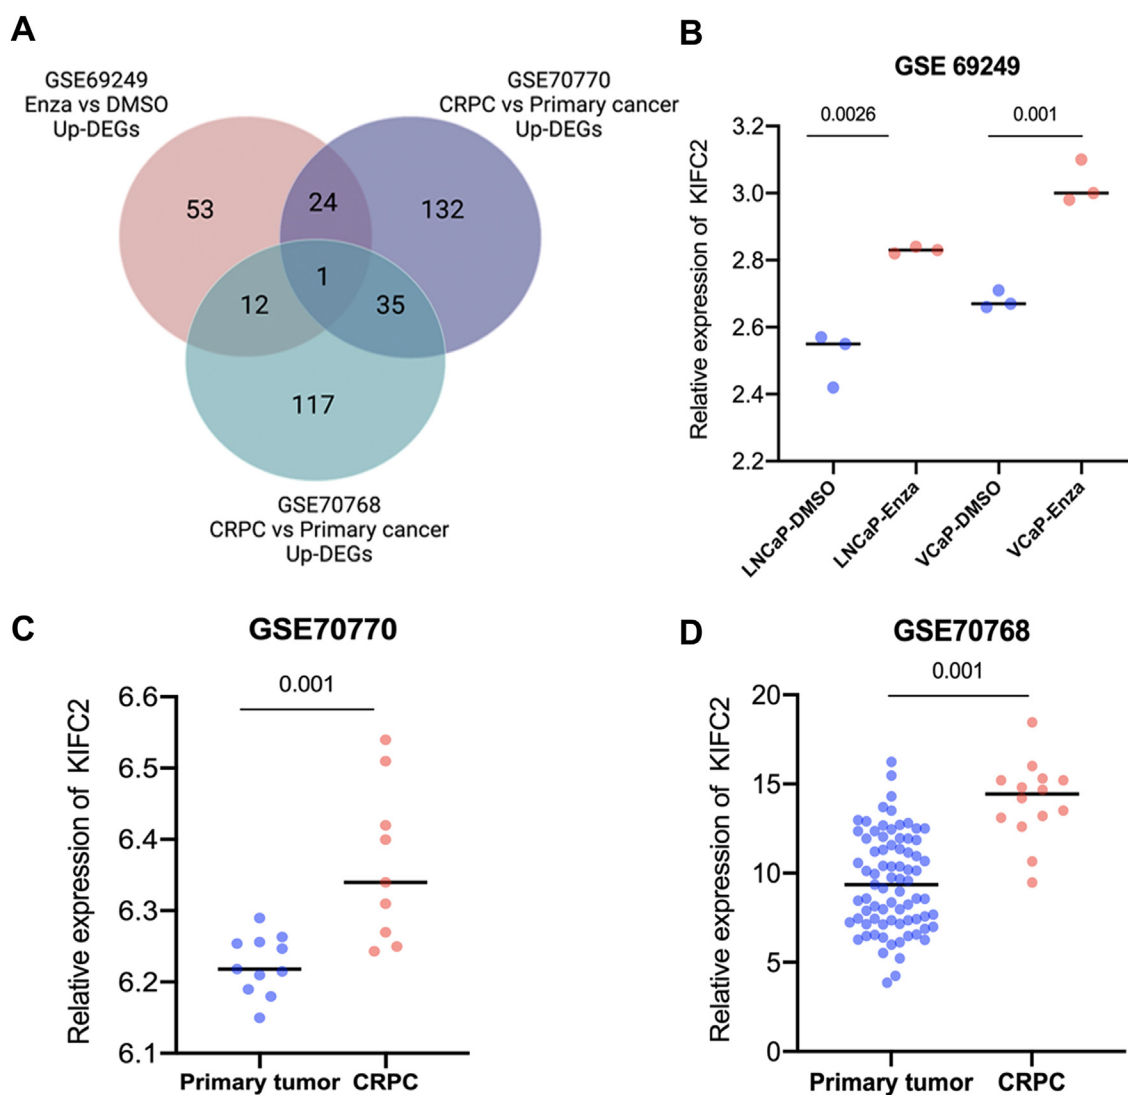 A
GSE69249
Enza vs DMSO
Up-DEGs
GSE70770
CRPC vs Primary cancer
Up-DEGs
53
24
132
1
12
35
117
GSE70768
CRPC vs Primary cancer
Up-DEGs
B
GSE 69249
0.0026
0.001
Relative expression of KIFC2
3.2
3.0
2.8
2.6
2.4
2.2
LNCaP-DMSO
LNCaP-Enza
VCaP-DMSO
VCaP-Enza
C
GSE70770
0.001
Relative expression of KIFC2
6.6
6.5
6.4
6.3
6.2
6.1
Primary tumor
CRPC
D
GSE70768
0.001
Relative expression of KIFC2
20
15
10
5
0
Primary tumor
CRPC